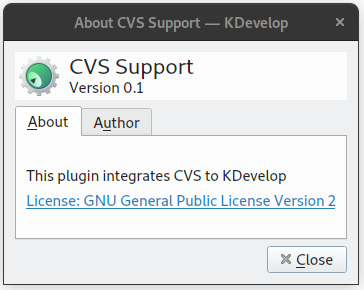 About CVS Support — KDevelop
CVS Support
Version 0.1
About
Author
This plugin integrates CVS to KDevelop
License: GNU General Public License Version 2
Close